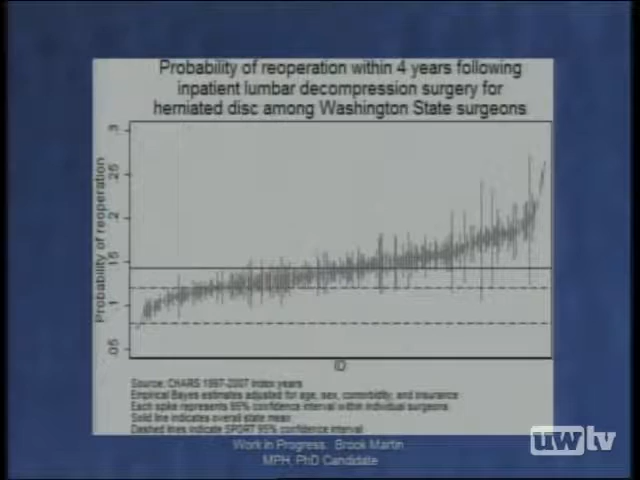 Probability of reoperation within 4 years following
inpatient lumbar decompression surgery for
herniated disc among Washington State surgeons
.3
.25
.2
.15
.1
.05
Probability of reoperation
ID
Source: CHARS 1997-2007 index years
Empirical Bayes estimates adjusted for age, sex, comorbidity, and insurance
Each spike represents 95% confidence interval within individual surgeons
Solid line indicates overall state mean
Dashed lines indicate SPORT 95% confidence interval
Work in Progress: Brook Martin
MPH, PhD Candidate
uwtv